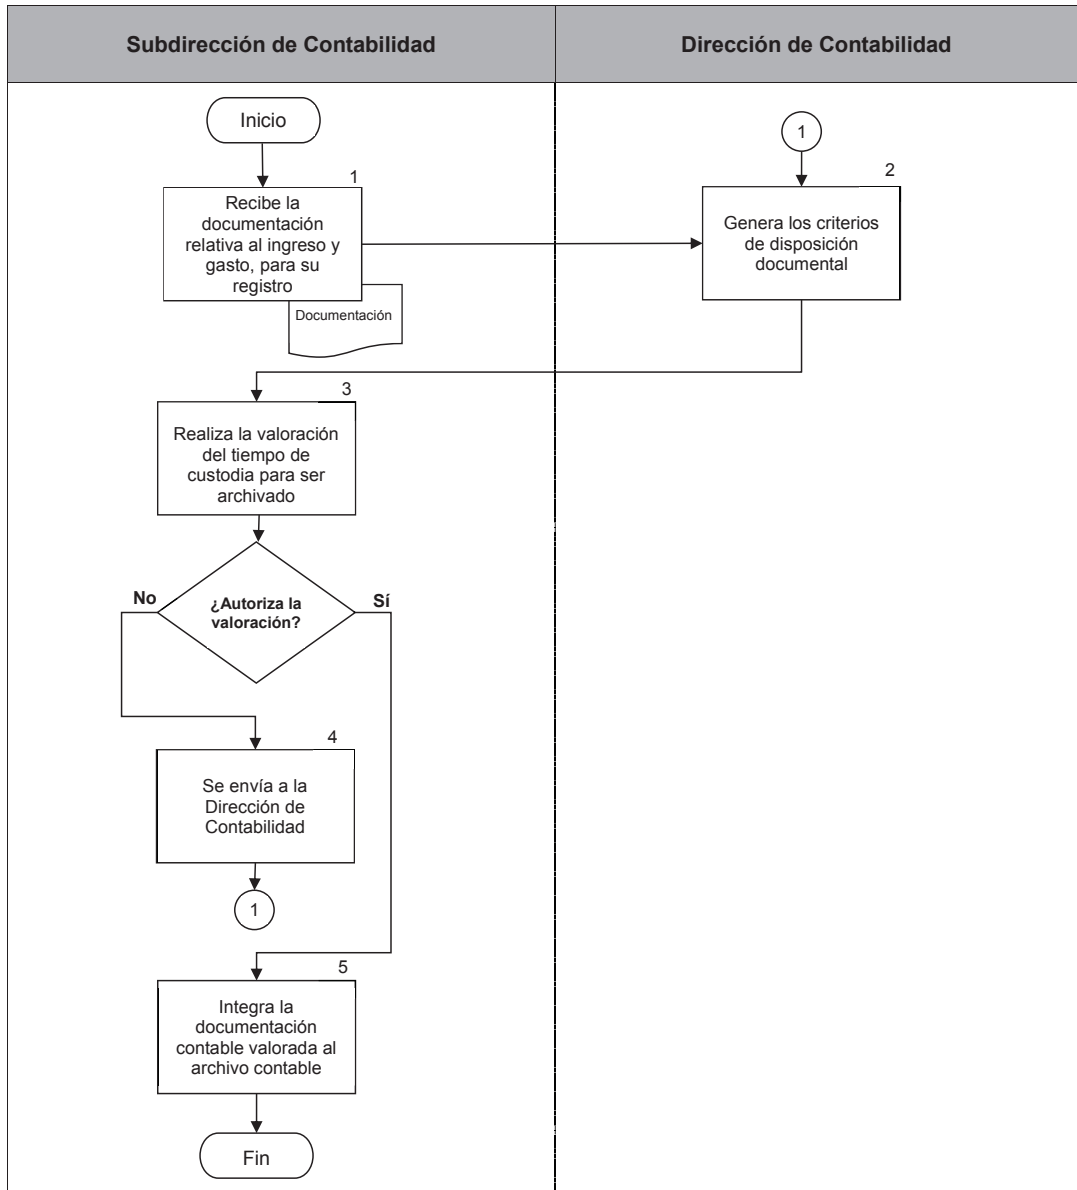 Subdirección de Contabilidad
Dirección de Contabilidad
Inicio
1
1
Recibe la
documentación
relativa al ingreso y
gasto, para su
registro
Documentación
2
Genera los criterios
de disposición
documental
3
Realiza la valoración
del tiempo de
custodia para ser
archivado
No
¿Autoriza la
valoración?
Sí
4
Se envía a la
Dirección de
Contabilidad
1
5
Integra la
documentación
contable valorada al
archivo contable
Fin